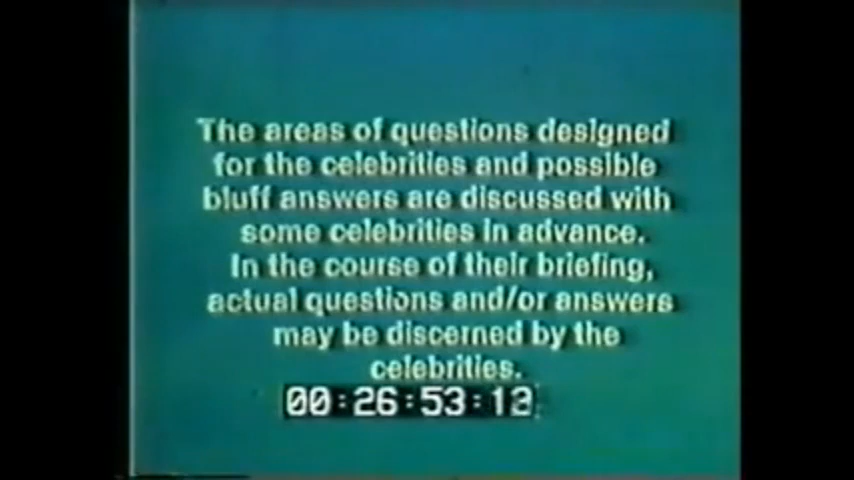 The areas of questions designed
for the celebrities and possible
bluff answers are discussed with
some celebrities in advance.
In the course of their briefing,
actual questions and/or answers
may be discerned by the
celebrities.
00:26:53:12